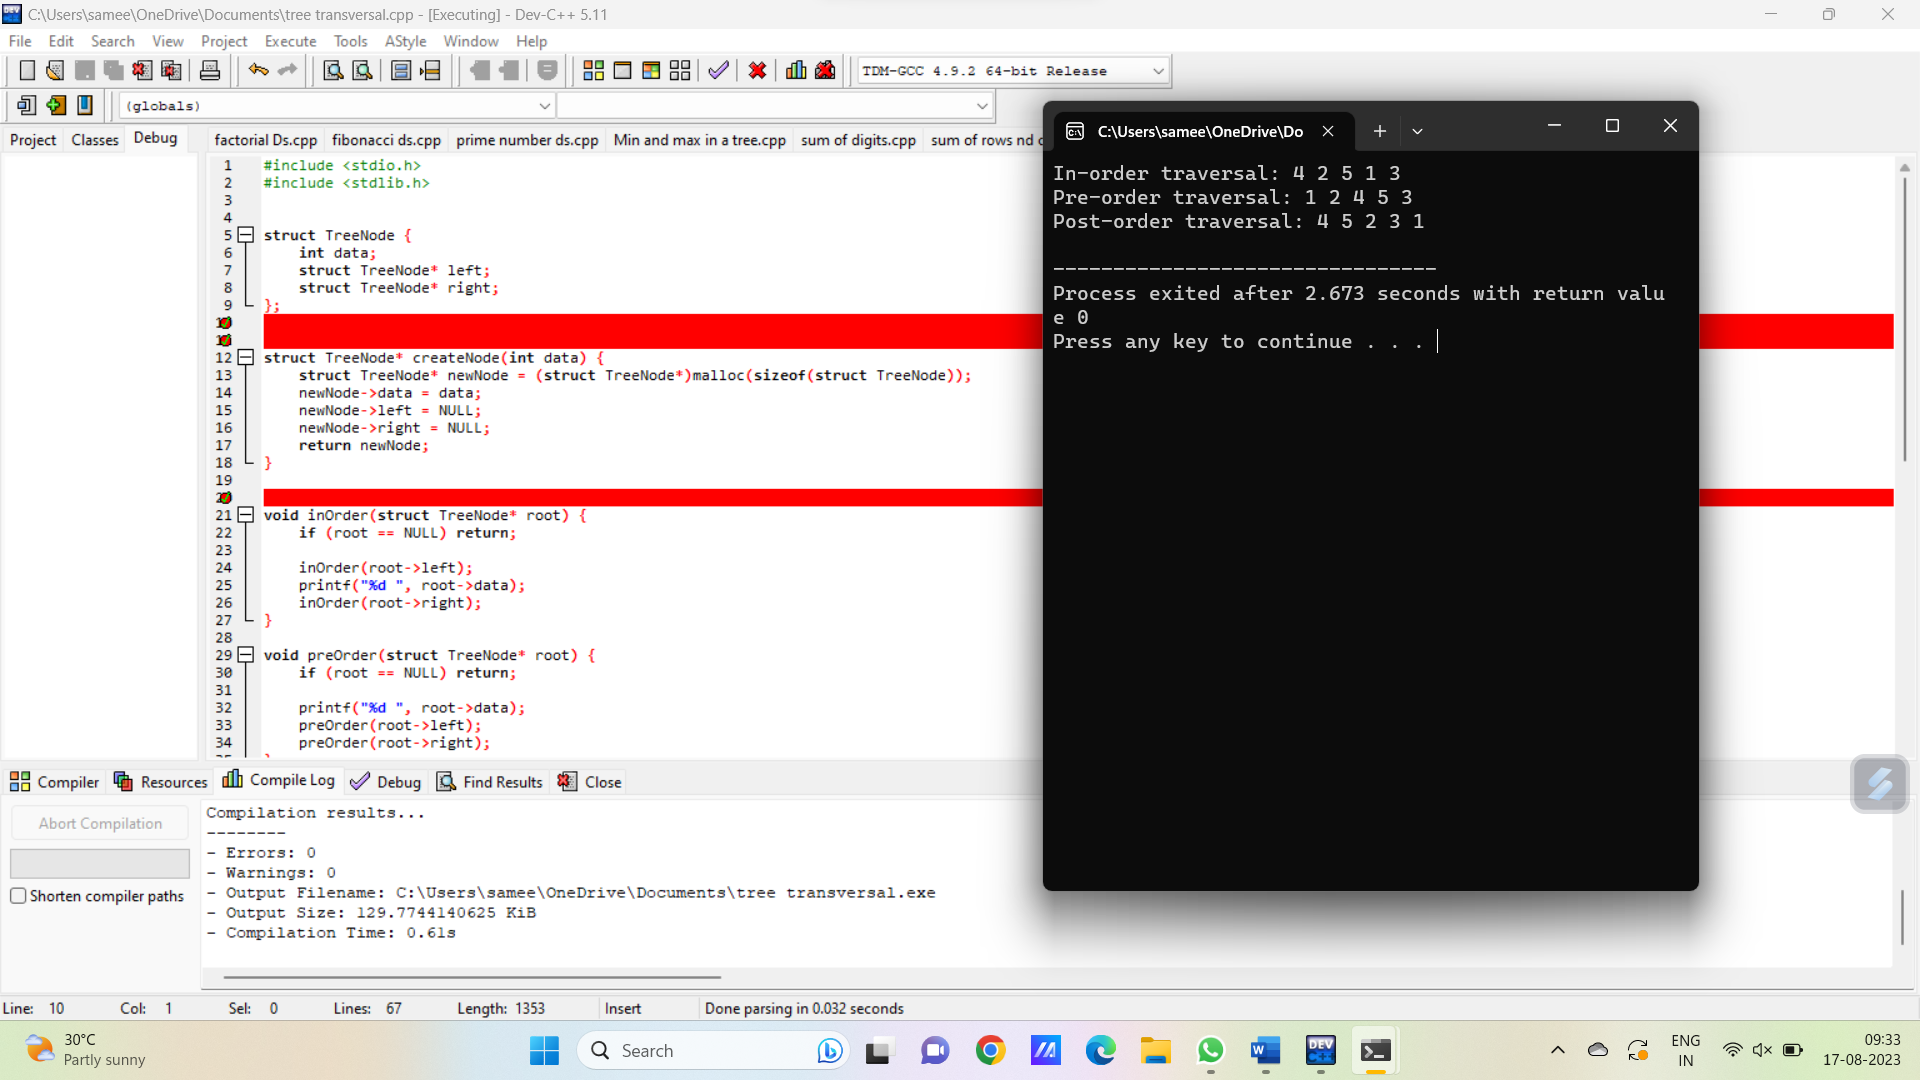 C:\Users\samee\OneDrive\Documents\tree transversal.cpp - [Executing] - Dev-C++ 5.11
File Edit Search View Project Execute Tools AStyle Window Help
TDM-GCC 4.9.2 64-bit Release
(globals)
Project Classes Debug
factorial Ds.cpp fibonacci ds.cpp prime number ds.cpp Min and max in a tree.cpp sum of digits.cpp sum of rows nd
1 #include <stdio.h>
2 #include <stdlib.h>
3
4
5 struct TreeNode {
6 int data;
7 struct TreeNode* left;
8 struct TreeNode* right;
9 };
12 struct TreeNode* createNode(int data) {
13 struct TreeNode* newNode = (struct TreeNode*)malloc(sizeof(struct TreeNode));
14 newNode->data = data;
15 newNode->left = NULL;
16 newNode->right = NULL;
17 return newNode;
18 }
19
21 void inOrder(struct TreeNode* root) {
22 if (root == NULL) return;
23
24 inOrder(root->left);
25 printf("%d ", root->data);
26 inOrder(root->right);
27 }
28
29 void preOrder(struct TreeNode* root) {
30 if (root == NULL) return;
31
32 printf("%d ", root->data);
33 preOrder(root->left);
34 preOrder(root->right);
C:\Users\samee\OneDrive\Do
In-order traversal: 4 2 5 1 3
Pre-order traversal: 1 2 4 5 3
Post-order traversal: 4 5 2 3 1
--------------------------------
Process exited after 2.673 seconds with return valu
e 0
Press any key to continue . . .
Compiler Resources Compile Log Debug Find Results Close
Abort Compilation
Shorten compiler paths
Compilation results...
--------
- Errors: 0
- Warnings: 0
- Output Filename: C:\Users\samee\OneDrive\Documents\tree transversal.exe
- Output Size: 129.7744140625 KiB
- Compilation Time: 0.61s
Line: 10 Col: 1 Sel: 0 Lines: 67 Length: 1353 Insert Done parsing in 0.032 seconds
30°C
Partly sunny
Search
DEV
ENG
IN
09:33
17-08-2023